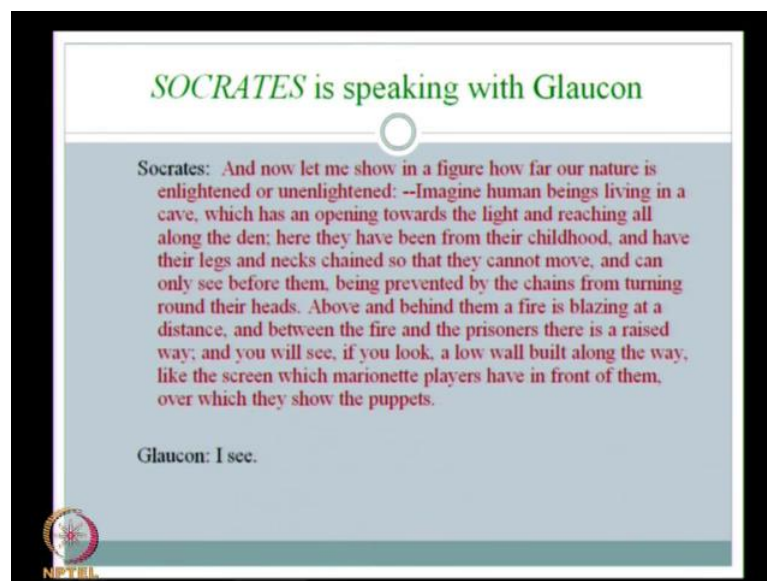 SOCRATES is speaking with Glaucon
Socrates: And now let me show in a figure how far our nature is
enlightened or unenlightened: --Imagine human beings living in a
cave, which has an opening towards the light and reaching all
along the den; here they have been from their childhood, and have
their legs and necks chained so that they cannot move, and can
only see before them, being prevented by the chains from turning
round their heads. Above and behind them a fire is blazing at a
distance, and between the fire and the prisoners there is a raised
way; and you will see, if you look, a low wall built along the way,
like the screen which marionette players have in front of them,
over which they show the puppets.
Glaucon: I see.
NPTEL